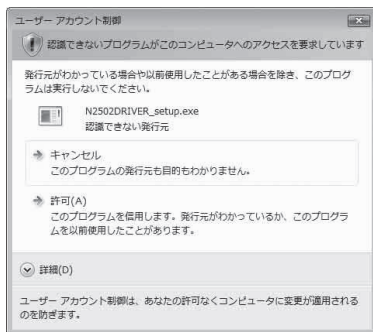 ユーザー アカウント制御
認識できないプログラムがこのコンピュータへのアクセスを要求しています
発行元がわかっている場合や以前使用したことがある場合を除き、このプログ
ラムは実行しないでください。
N2502DRIVER_setup.exe
認識できない発行元
キャンセル
このプログラムの発行元も目的もわかりません。
許可(A)
このプログラムを信用します。発行元がわかっているか、このプログラ
ムを以前使用したことがあります。
詳細(D)
ユーザー アカウント制御は、あなたの許可なくコンピュータに変更が適用される
のを防ぎます。